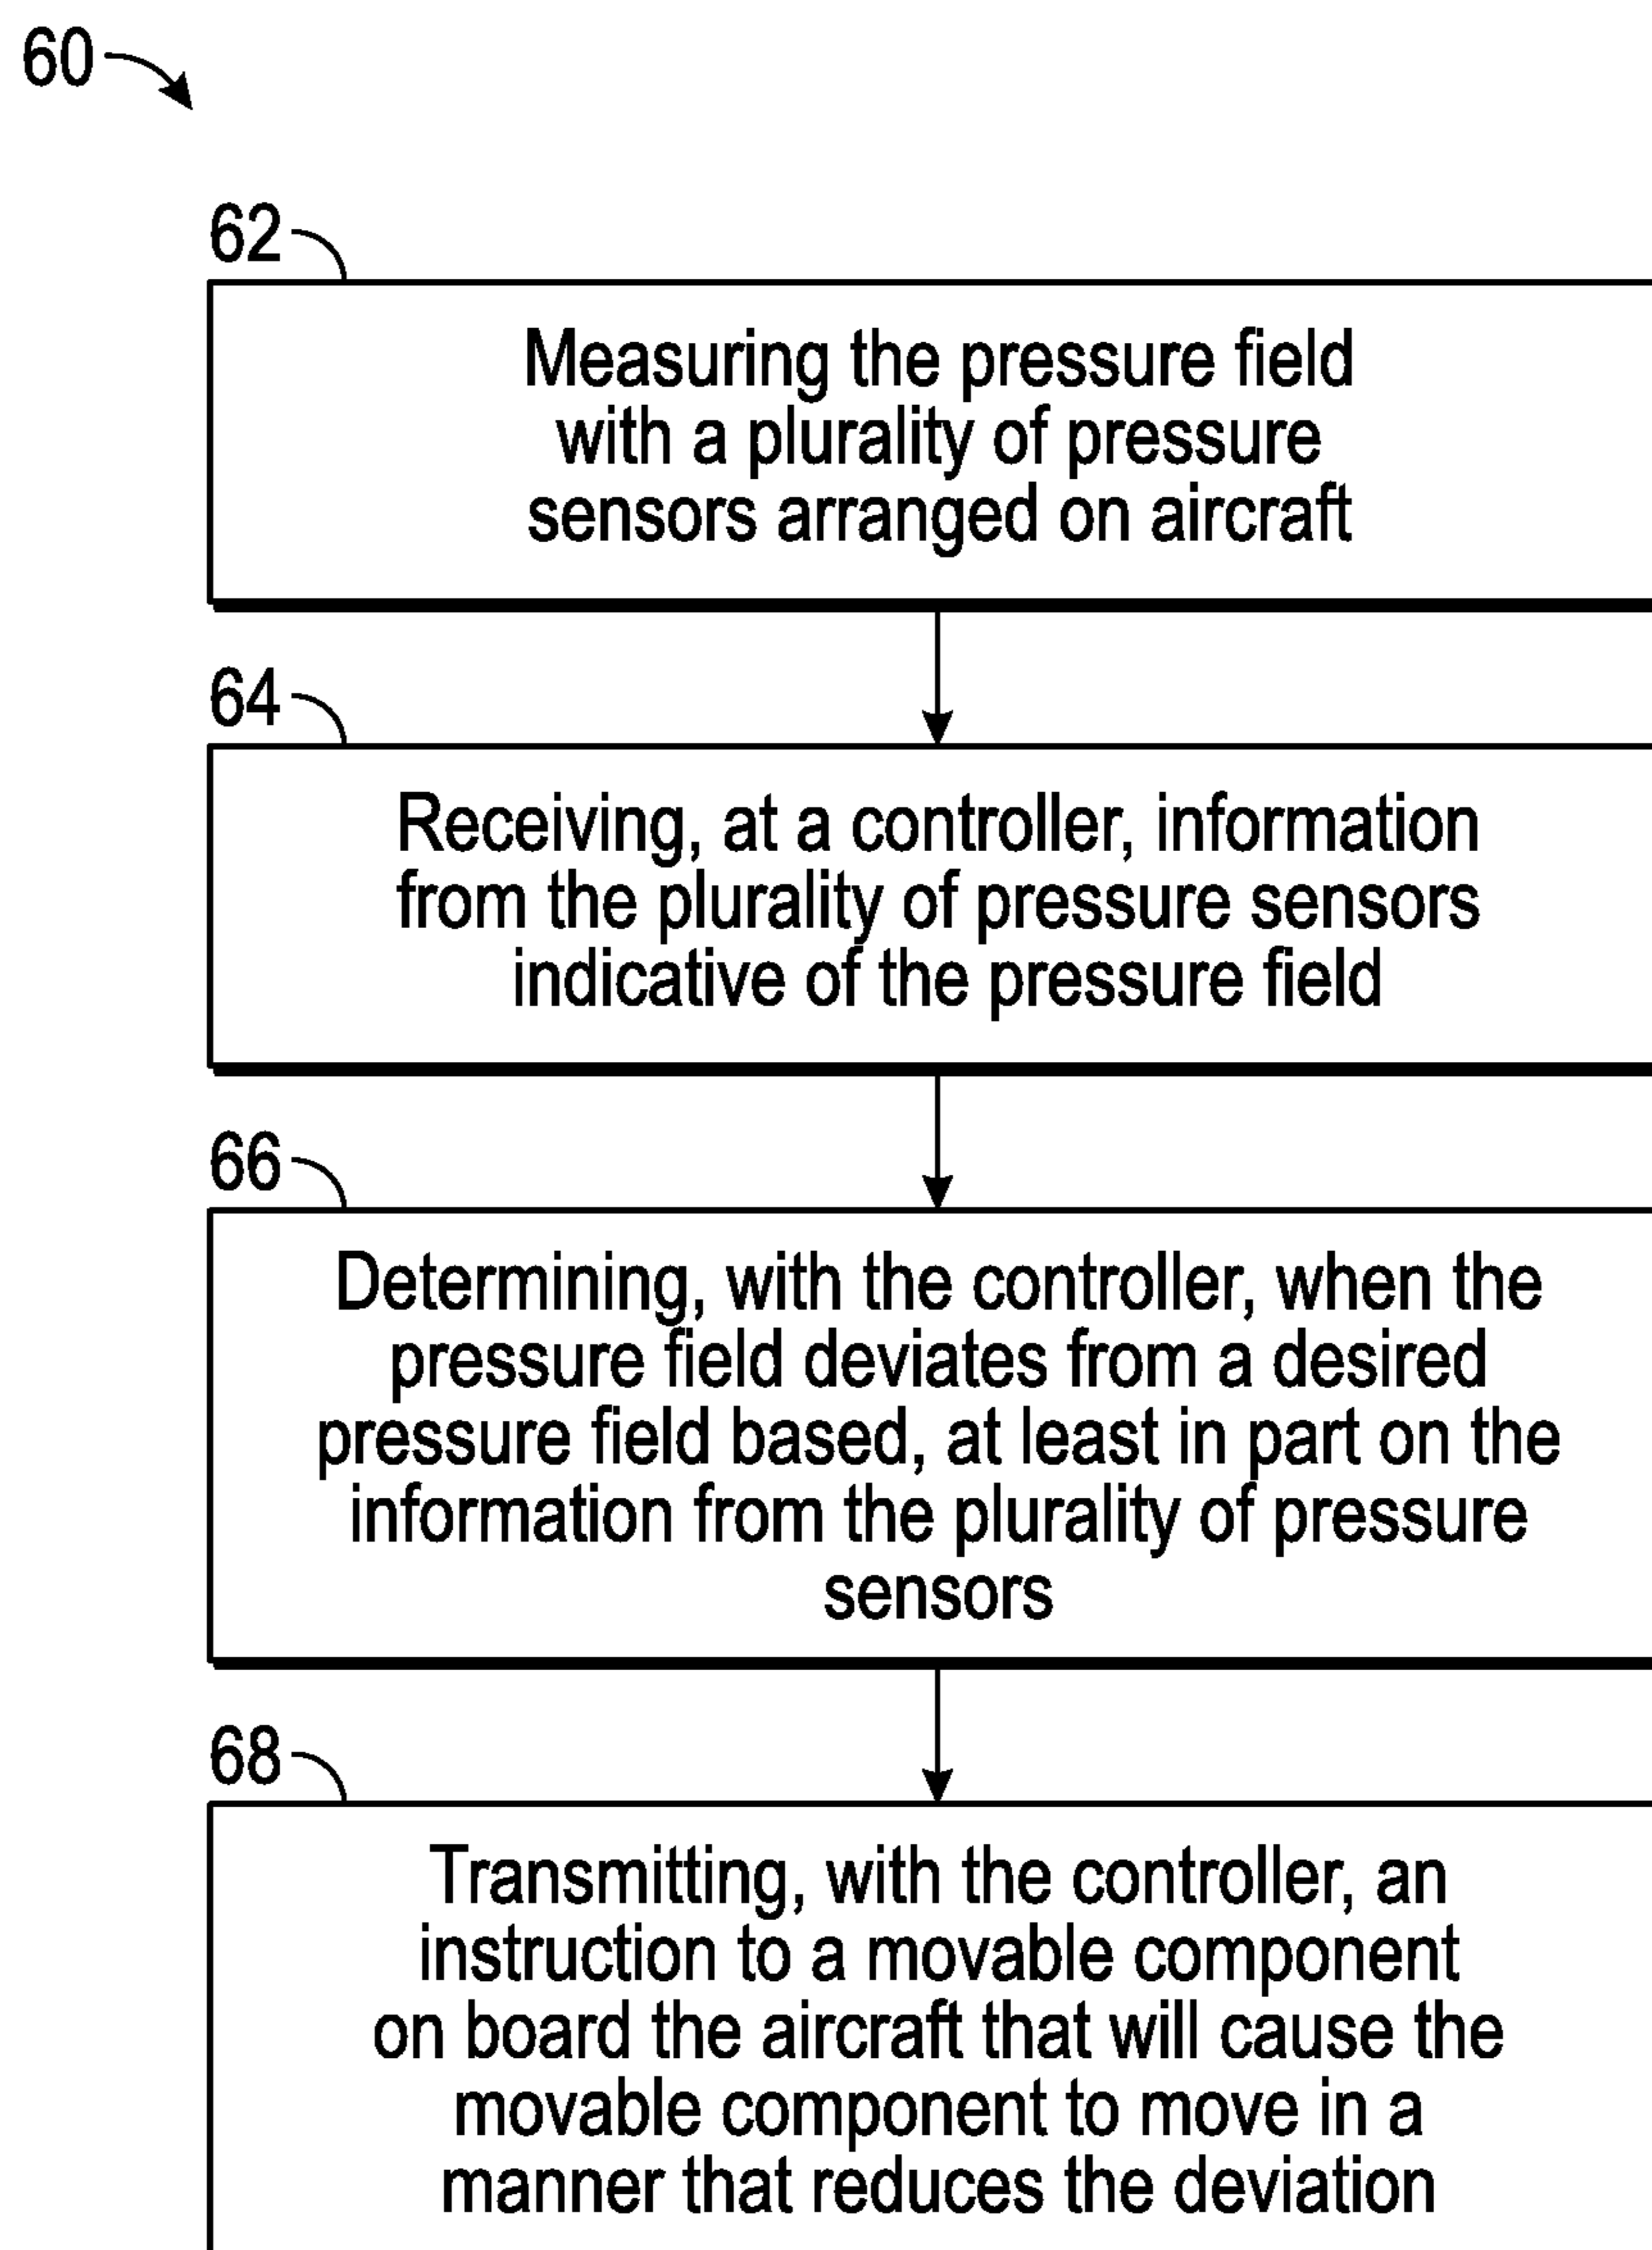 60
62
Measuring the pressure field
with a plurality of pressure
sensors arranged on aircraft
64
Receiving, at a controller, information
from the plurality of pressure sensors
indicative of the pressure field
66
Determining, with the controller, when the
pressure field deviates from a desired
pressure field based, at least in part on the
information from the plurality of pressure
sensors
68
Transmitting, with the controller, an
instruction to a movable component
on board the aircraft that will cause the
movable component to move in a
manner that reduces the deviation